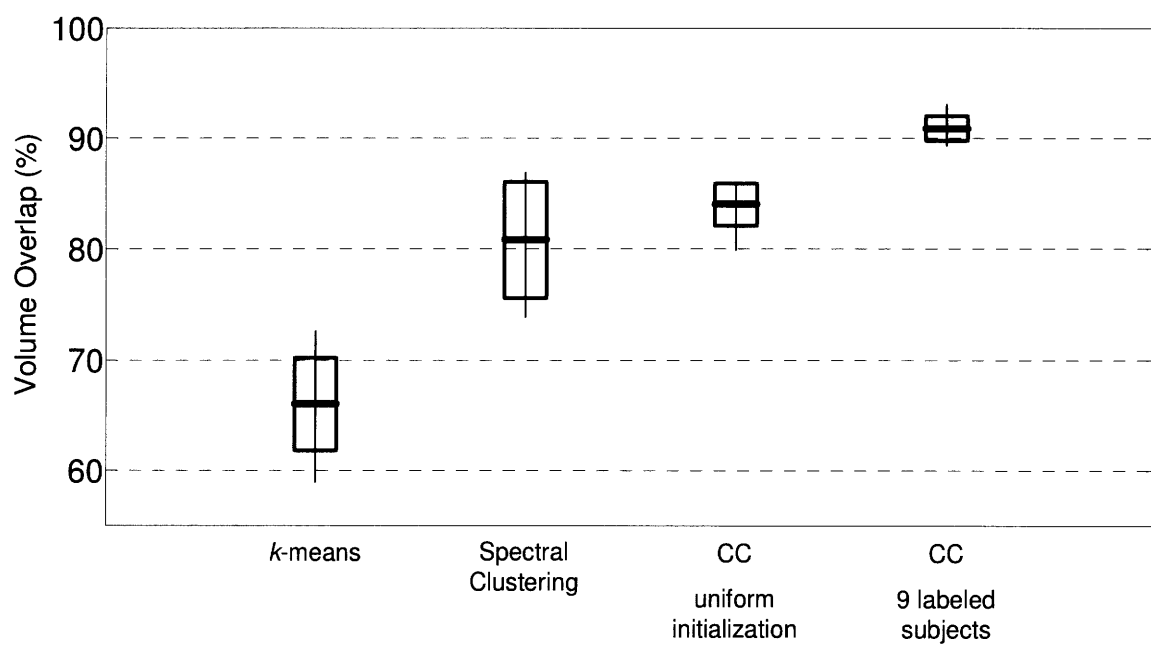 100
90
80
70
60
Volume Overlap (%)
k-means
Spectral
Clustering
CC
uniform
initialization
CC
9 labeled
subjects